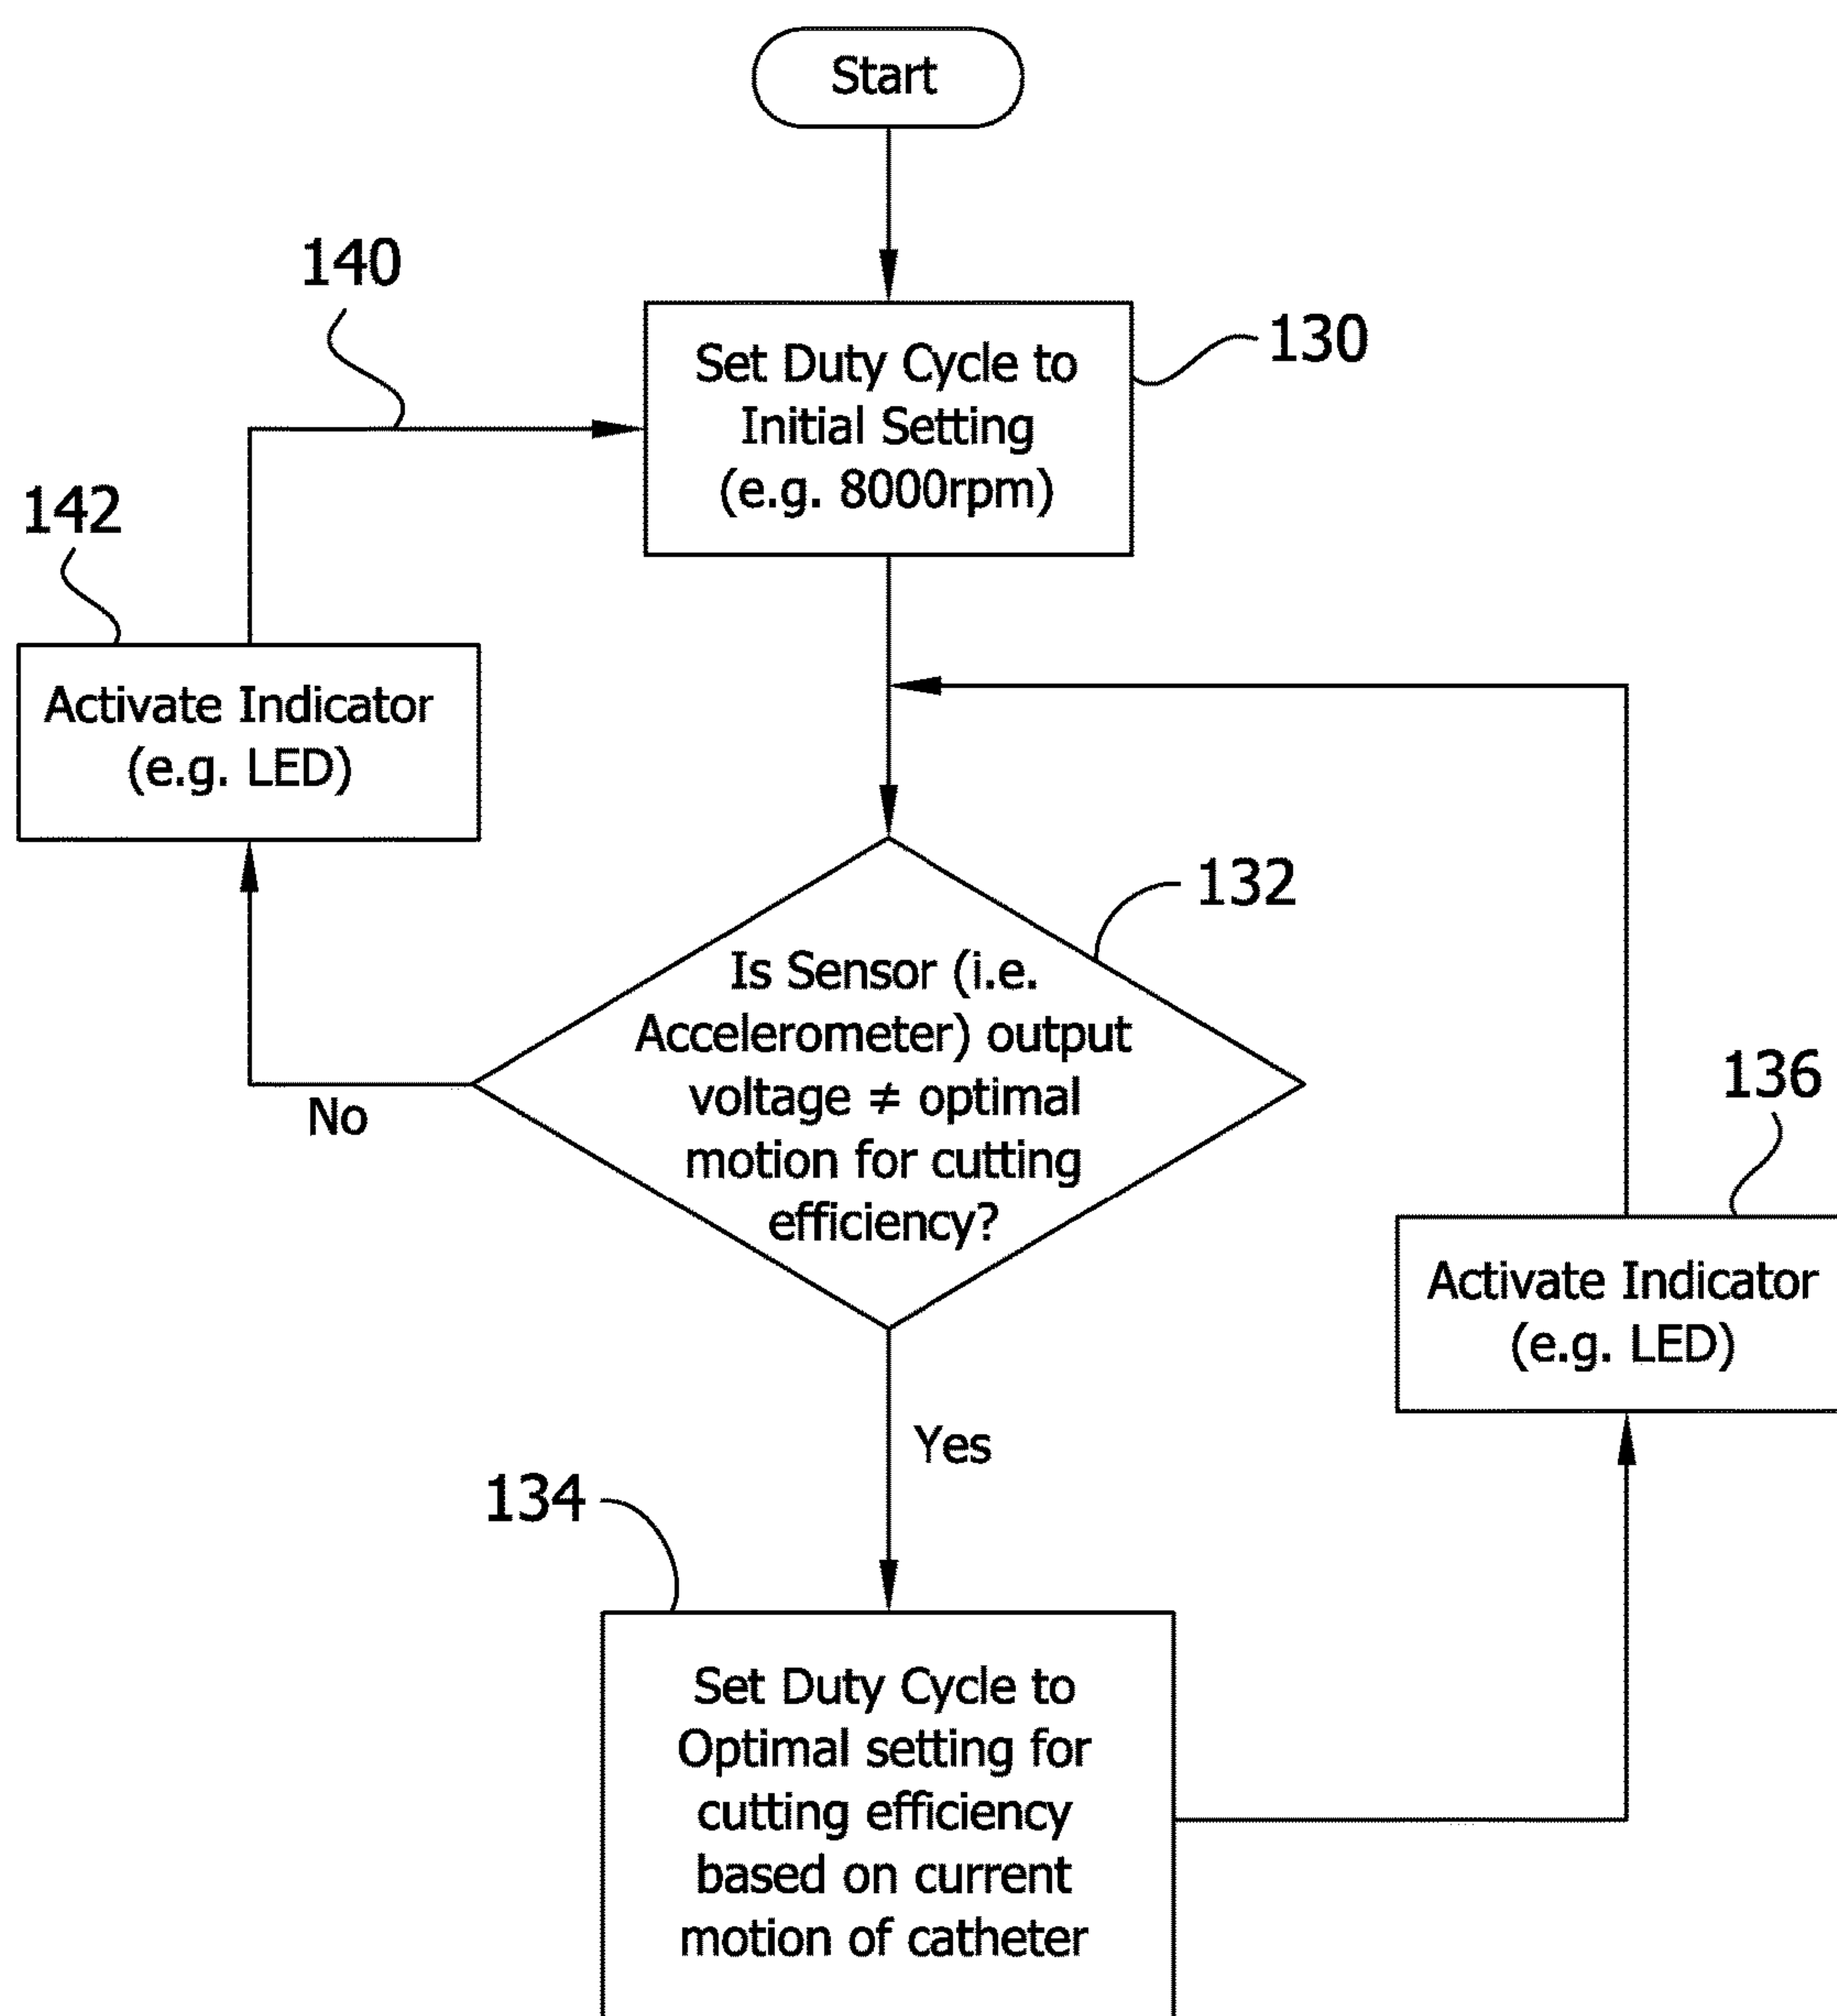 Start
140
Set Duty Cycle to
Initial Setting
(e.g. 8000rpm)
130
142
Activate Indicator
(e.g. LED)
132
Is Sensor (i.e.
Accelerometer) output
voltage ≠ optimal
motion for cutting
efficiency?
No
136
Activate Indicator
(e.g. LED)
Yes
134
Set Duty Cycle to
Optimal setting for
cutting efficiency
based on current
motion of catheter